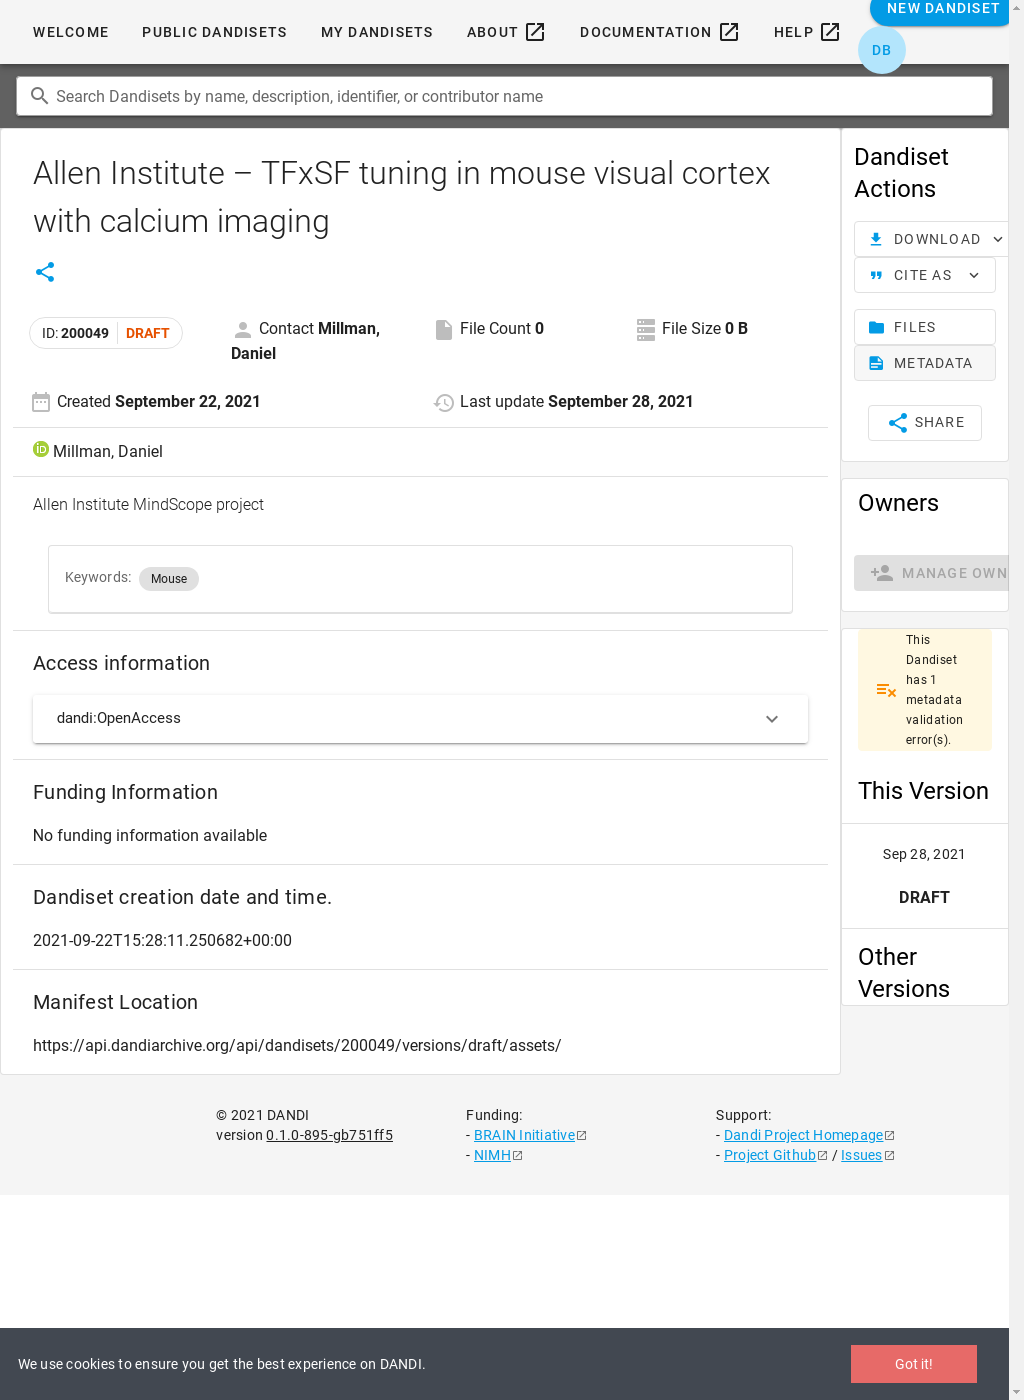 WELCOME PUBLIC DANDISETS MY DANDISETS ABOUT DOCUMENTATION HELP NEW DANDISET
DB
Search Dandisets by name, description, identifier, or contributor name
Allen Institute – TFxSF tuning in mouse visual cortex
with calcium imaging
ID: 200049 DRAFT
Contact Millman,
Daniel
File Count 0
File Size 0 B
Created September 22, 2021
Last update September 28, 2021
iD Millman, Daniel
Allen Institute MindScope project
Keywords: Mouse
Access information
dandi:OpenAccess
Funding Information
No funding information available
Dandiset creation date and time.
2021-09-22T15:28:11.250682+00:00
Manifest Location
https://api.dandiarchive.org/api/dandisets/200049/versions/draft/assets/
Dandiset
Actions
DOWNLOAD
CITE AS
FILES
METADATA
SHARE
Owners
MANAGE OWN
This
Dandiset
has 1
metadata
validation
error(s).
This Version
Sep 28, 2021
DRAFT
Other
Versions
© 2021 DANDI
version 0.1.0-895-gb751ff5
Funding:
- BRAIN Initiative
- NIMH
Support:
- Dandi Project Homepage
- Project Github / Issues
We use cookies to ensure you get the best experience on DANDI.
Got it!